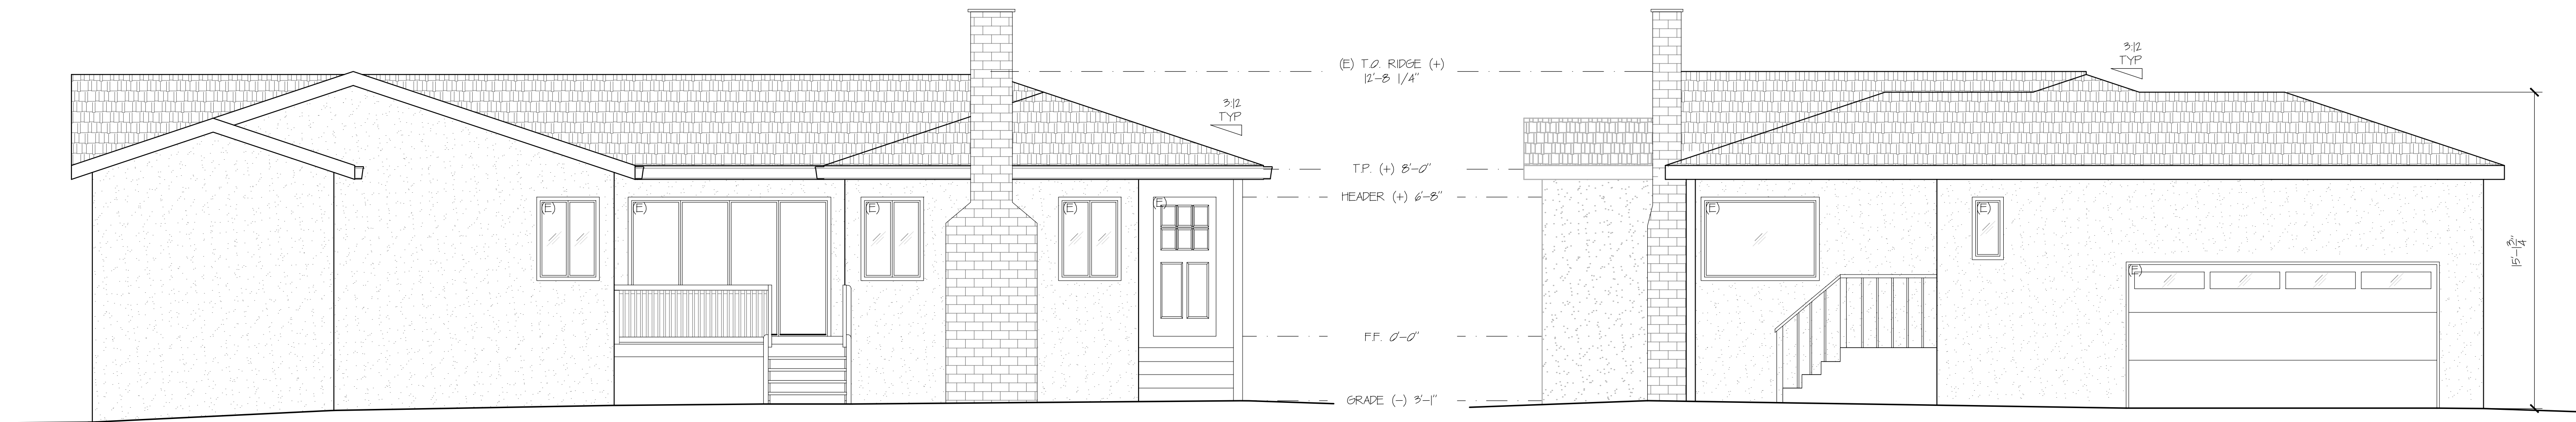 (E) T.O. RIDGE (+)
12'-8 1/4"
3:12
TYP
3:12
TYP
T.P. (+) 8'-0"
HEADER (+) 6'-8"
(E)
(E)
(E)
(E)
(E)
(E)
(E)
(E)
15'-1 3/4"
F.F. 0'-0"
GRADE (-) 3'-1"